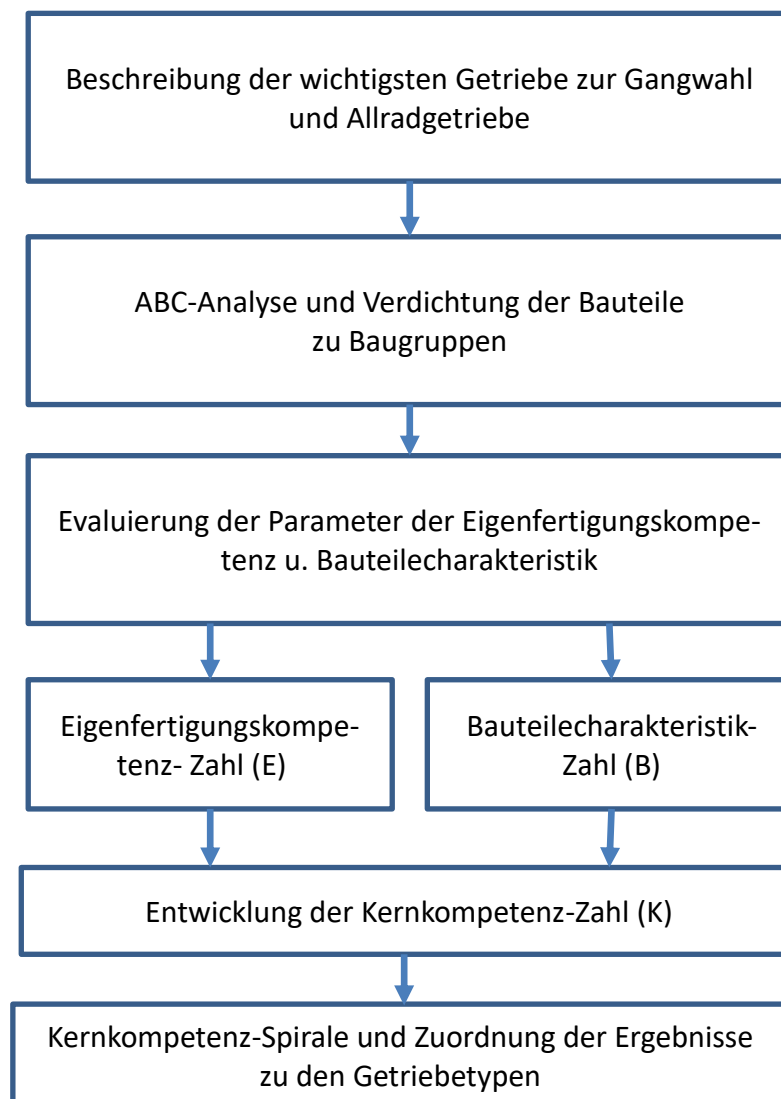 Beschreibung der wichtigsten Getriebe zur Gangwahl
und Allradgetriebe
ABC-Analyse und Verdichtung der Bauteile
zu Baugruppen
Evaluierung der Parameter der Eigenfertigungskompe-
tenz u. Bauteilecharakteristik
Eigenfertigungskompe-
tenz- Zahl (E)
Bauteilecharakteristik-
Zahl (B)
Entwicklung der Kernkompetenz-Zahl (K)
Kernkompetenz-Spirale und Zuordnung der Ergebnisse
zu den Getriebetypen